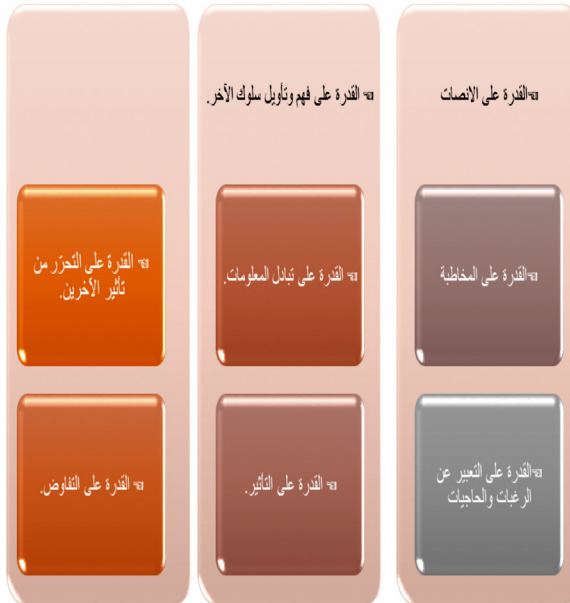 ☜القدرة على الانصات
☜القدرة على المخاطبة
☜القدرة على التعبير عن
الرغبات والحاجيات
☜ القدرة على فهم وتأويل سلوك الآخر.
☜ القدرة على تبادل المعلومات.
☜ القدرة على التأثير.
☜ القدرة على التحرّر من
تأثير الآخرين.
☜ القدرة على التفاوض.